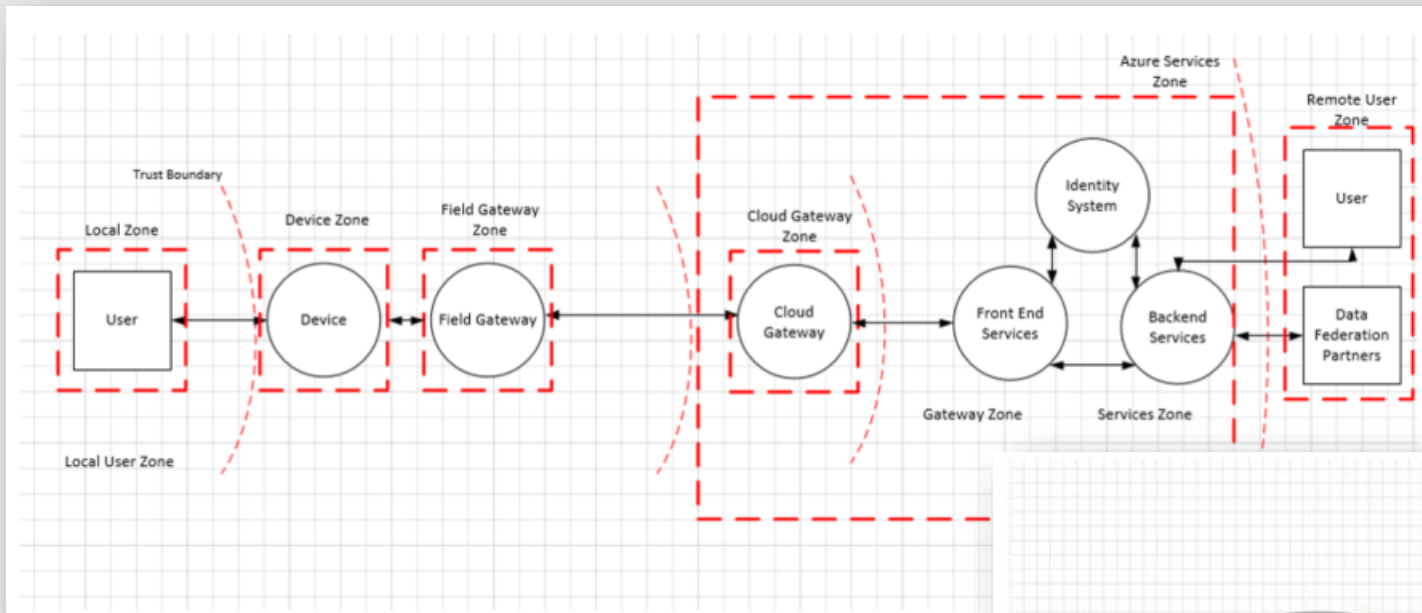 Azure Services
Zone
Remote User
Zone
Trust Boundary
Local Zone
Device Zone
Field Gateway
Zone
Cloud Gateway
Zone
Identity
System
User
User
Device
Field Gateway
Cloud
Gateway
Front End
Services
Backend
Services
Data
Federation
Partners
Gateway Zone
Services Zone
Local User Zone